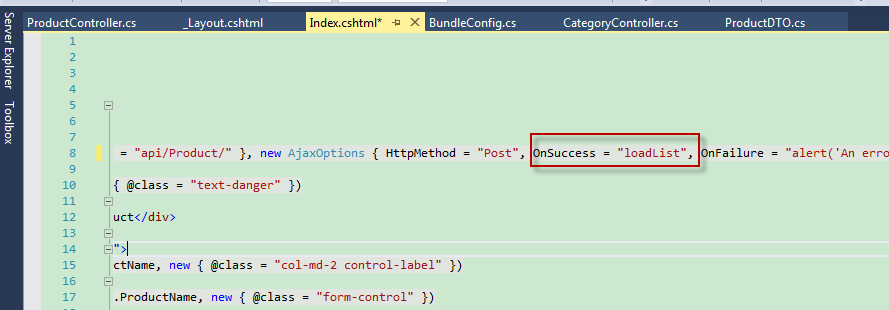 ProductController.cs _Layout.cshtml Index.cshtml* BundleConfig.cs CategoryController.cs ProductDTO.cs
Server Explorer
Toolbox
1
2
3
4
5
6
7
8 = "api/Product/" }, new AjaxOptions { HttpMethod = "Post", OnSuccess = "loadList", OnFailure = "alert('An erro
9
10 { @class = "text-danger" })
11
12 uct</div>
13
14 ">
15 ctName, new { @class = "col-md-2 control-label" })
16
17 .ProductName, new { @class = "form-control" })